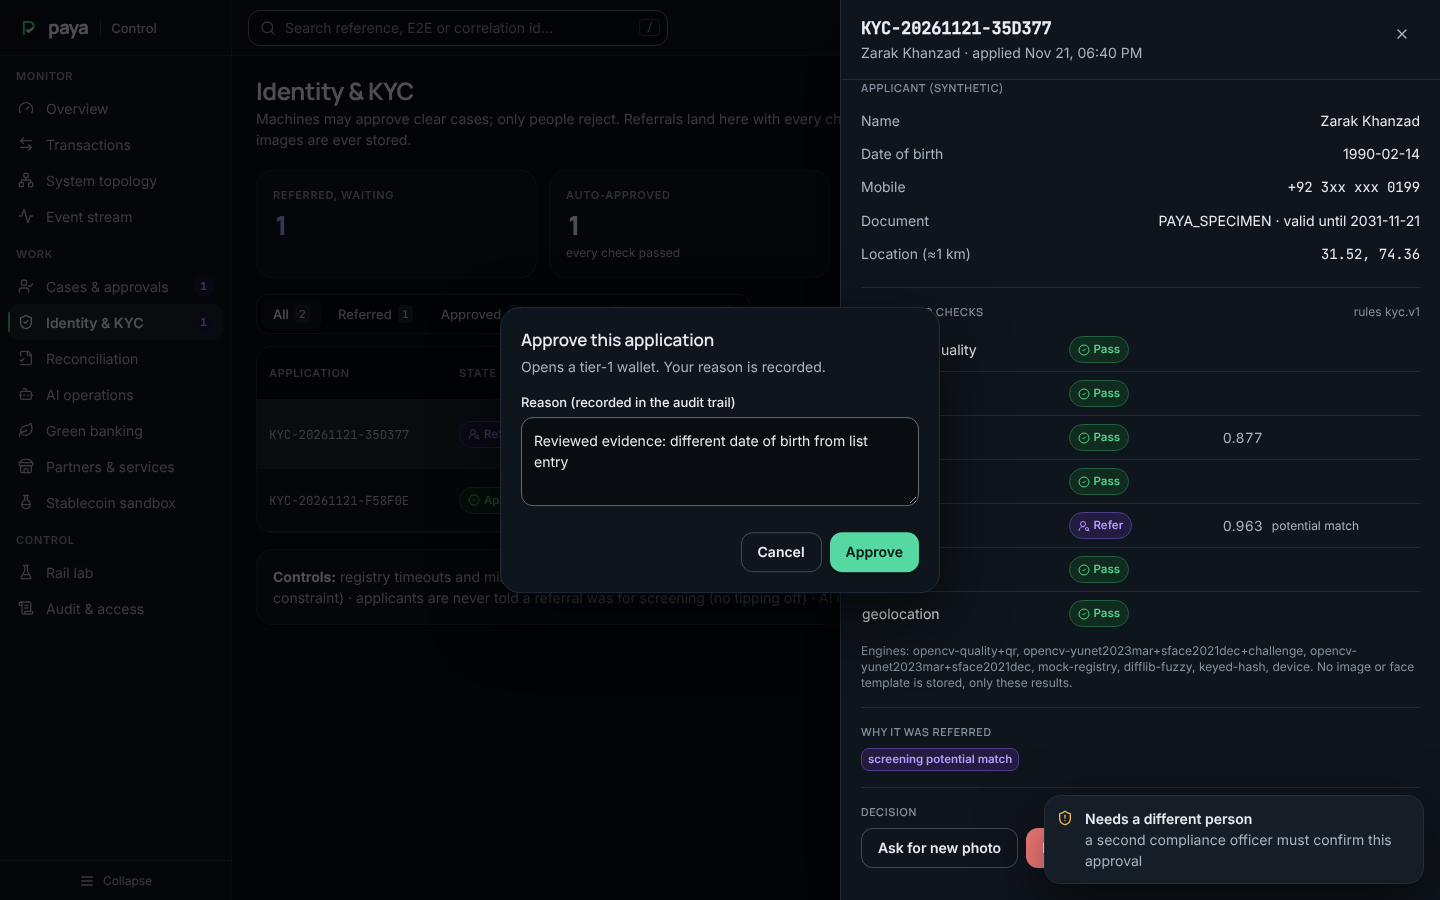 paya
Control
Search reference, E2E or correlation id...
/
MONITOR
Overview
Transactions
System topology
Event stream
WORK
Cases & approvals
1
Identity & KYC
1
Reconciliation
AI operations
Green banking
Partners & services
Stablecoin sandbox
CONTROL
Rail lab
Audit & access
Collapse
Identity & KYC
Machines may approve clear cases; only people reject. Referrals land here with every
images are ever stored.
REFERRED, WAITING
1
AUTO-APPROVED
1
every check passed
All 2
Referred 1
Approved
APPLICATION
STATE
KYC-20261121-35D377
KYC-20261121-F58F0E
Controls: registry timeouts and
constraint) · applicants are never told a referral was for screening (no tipping off) · AI
Approve this application
Opens a tier-1 wallet. Your reason is recorded.
Reason (recorded in the audit trail)
Reviewed evidence: different date of birth from list
entry
Cancel
Approve
KYC-20261121-35D377
Zarak Khanzad · applied Nov 21, 06:40 PM
APPLICANT (SYNTHETIC)
Name
Zarak Khanzad
Date of birth
1990-02-14
Mobile
+92 3xx xxx 0199
Document
PAYA_SPECIMEN · valid until 2031-11-21
Location (≈1 km)
31.52, 74.36
CHECKS
rules kyc.v1
Pass
Pass
Pass
0.877
Pass
Refer
0.963 potential match
Pass
geolocation
Pass
Engines: opencv-quality+qr, opencv-yunet2023mar+sface2021dec+challenge, opencv-
yunet2023mar+sface2021dec, mock-registry, difflib-fuzzy, keyed-hash, device. No image or face
template is stored, only these results.
WHY IT WAS REFERRED
screening potential match
DECISION
Ask for new photo
Needs a different person
a second compliance officer must confirm this
approval